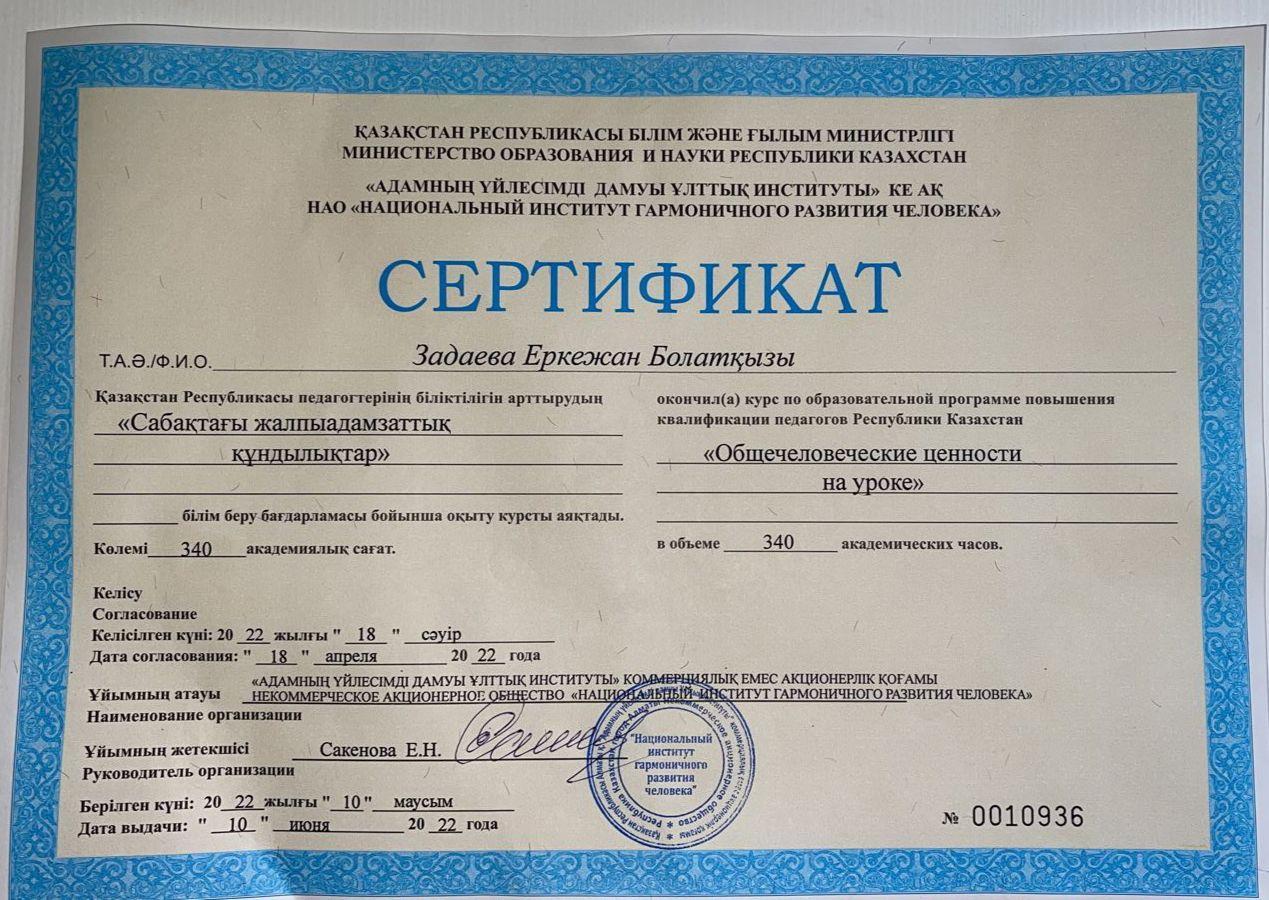 ҚАЗАҚСТАН РЕСПУБЛИКАСЫ БІЛІМ ЖӘНЕ ҒЫЛЫМ МИНИСТРЛІГІ
МИНИСТЕРСТВО ОБРАЗОВАНИЯ И НАУКИ РЕСПУБЛИКИ КАЗАХСТАН
«АДАМНЫҢ ҮЙЛЕСІМДІ ДАМУЫ ҰЛТТЫҚ ИНСТИТУТЫ» КЕ АҚ
НАО «НАЦИОНАЛЬНЫЙ ИНСТИТУТ ГАРМОНИЧНОГО РАЗВИТИЯ ЧЕЛОВЕКА»
СЕРТИФИКАТ
Т.А.Ә./Ф.И.О. Задаева Еркежан Болатқызы
Қазақстан Республикасы педагогтерінің біліктілігін арттырудың
«Сабақтағы жалпыадамзаттық
құндылықтар»
білім беру бағдарламасы бойынша оқыту курсты аяқтады.
Көлемі 340 академиялық сағат.
окончил(а) курс по образовательной программе повышения
квалификации педагогов Республики Казахстан
«Общечеловеческие ценности
на уроке»
в объеме 340 академических часов.
Келісу
Согласование
Келісілген күні: 20 22 жылғы " 18 " сәуір
Дата согласования: " 18 " апреля 20 22 года
«АДАМНЫҢ ҮЙЛЕСІМДІ ДАМУЫ ҰЛТТЫҚ ИНСТИТУТЫ» КОММЕРЦИЯЛЫҚ ЕМЕС АКЦИОНЕРЛІК ҚОҒАМЫ
Ұйымның атауы НЕКОММЕРЧЕСКОЕ АКЦИОНЕРНОЕ ОБЩЕСТВО «НАЦИОНАЛЬНЫЙ ИНСТИТУТ ГАРМОНИЧНОГО РАЗВИТИЯ ЧЕЛОВЕКА»
Наименование организации
Ұйымның жетекшісі Сакенова Е.Н.
Руководитель организации
Берілген күні: 20 22 жылғы " 10 " маусым
Дата выдачи: " 10 " июня 20 22 года
"Национальный
институт
гармоничного
развития
человека"
№ 0010936